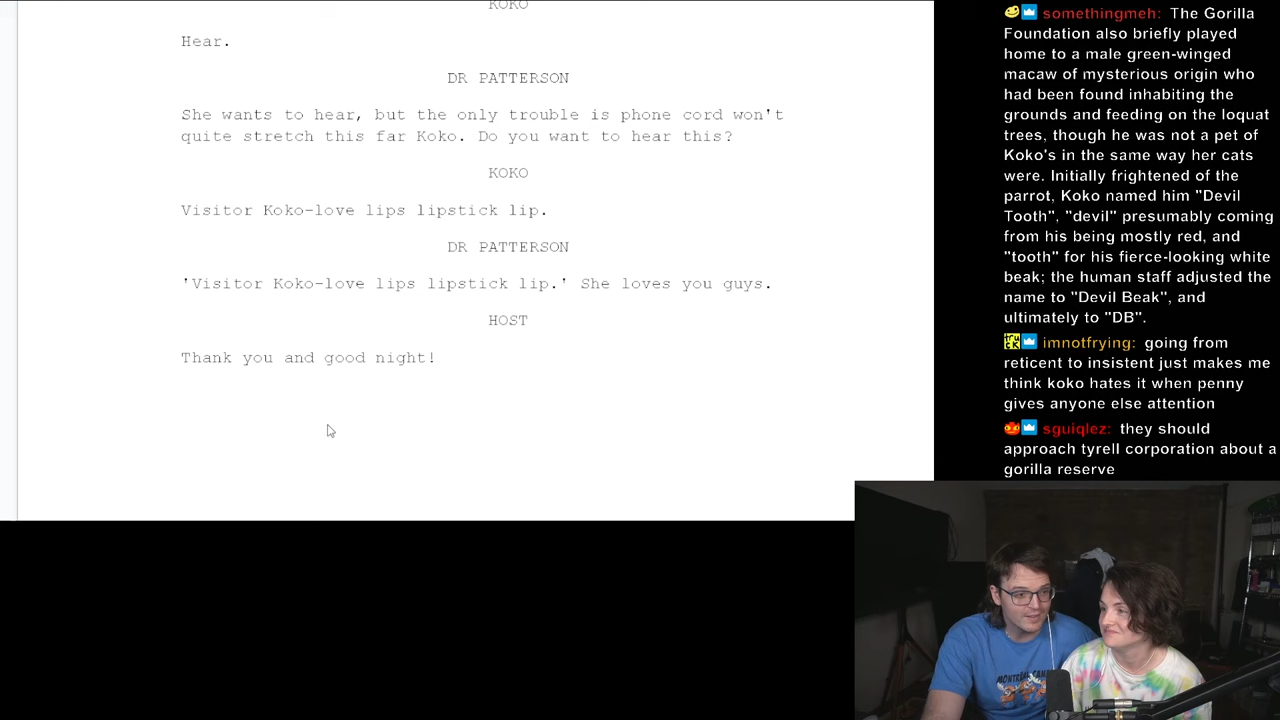 KOKO
Hear.
DR PATTERSON
She wants to hear, but the only trouble is phone cord won't
quite stretch this far Koko. Do you want to hear this?
KOKO
Visitor Koko-love lips lipstick lip.
DR PATTERSON
'Visitor Koko-love lips lipstick lip.' She loves you guys.
HOST
Thank you and good night!
somethingmeh: The Gorilla
Foundation also briefly played
home to a male green-winged
macaw of mysterious origin who
had been found inhabiting the
grounds and feeding on the loquat
trees, though he was not a pet of
Koko's in the same way her cats
were. Initially frightened of the
parrot, Koko named him "Devil
Tooth", "devil" presumably coming
from his being mostly red, and
"tooth" for his fierce-looking white
beak; the human staff adjusted the
name to "Devil Beak", and
ultimately to "DB".
imnotfrying: going from
reticent to insistent just makes me
think koko hates it when penny
gives anyone else attention
sguiqlez: they should
approach tyrell corporation about a
gorilla reserve